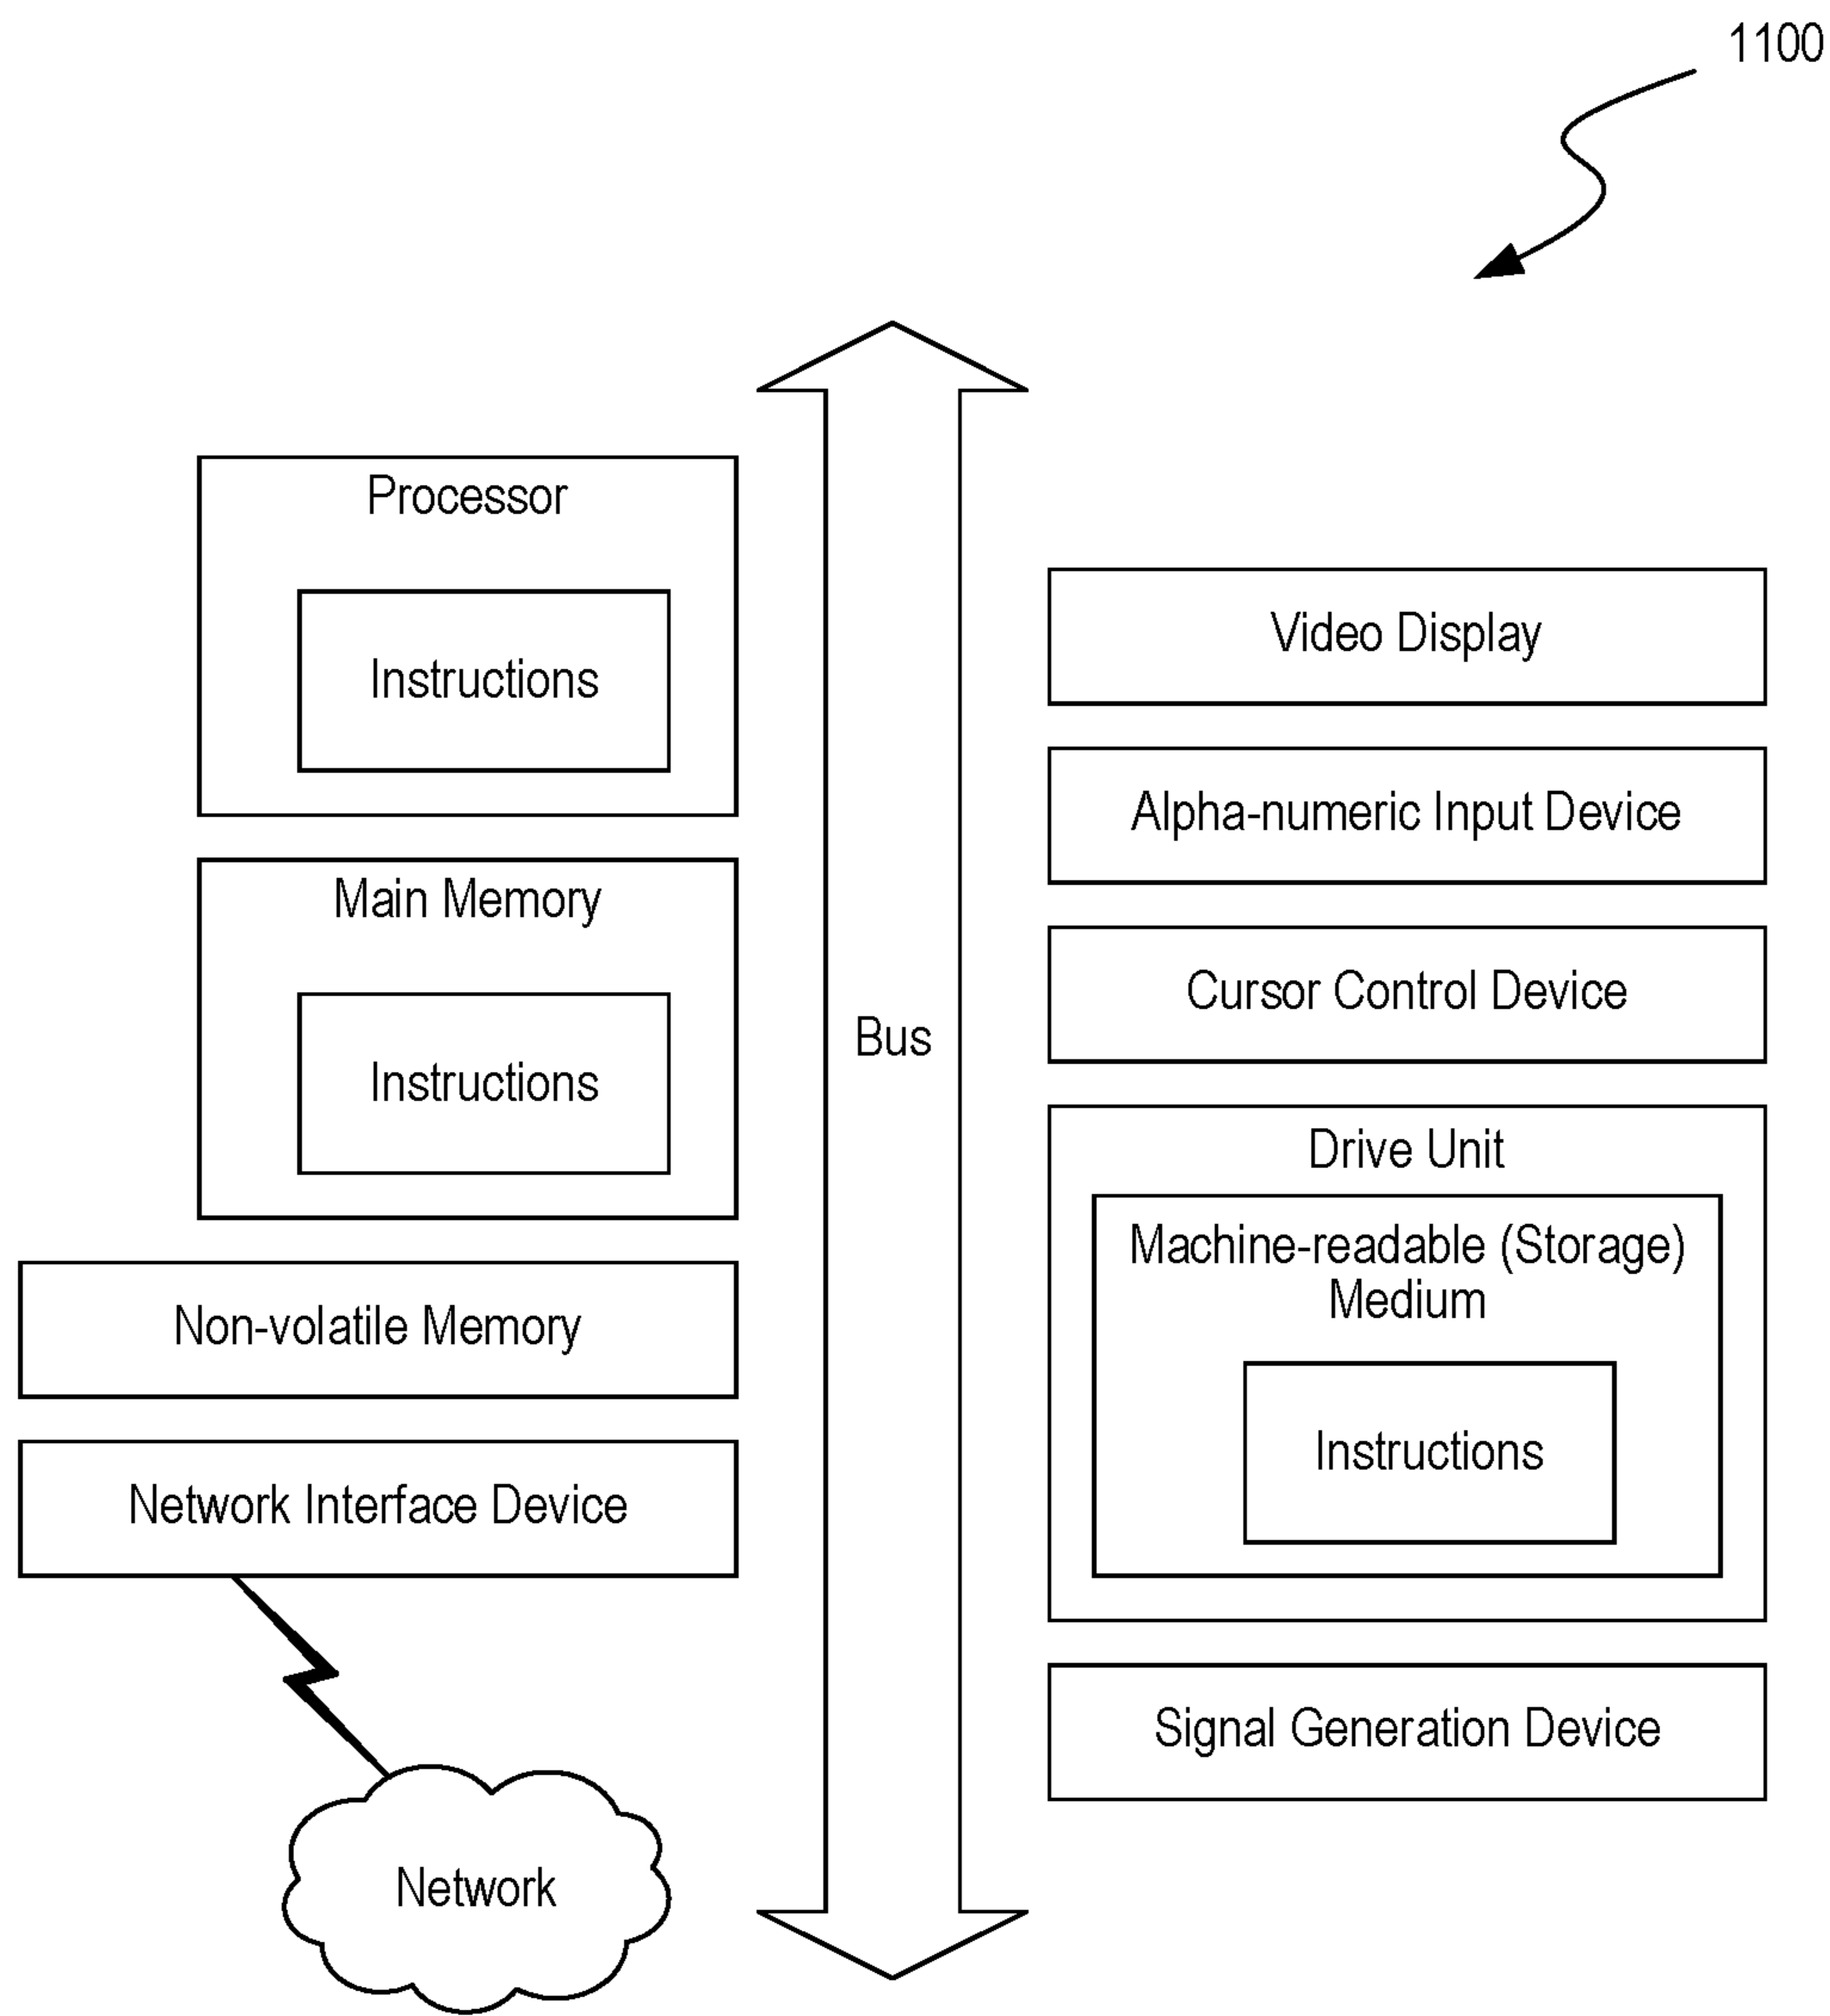 1100
Processor
Instructions
Main Memory
Instructions
Non-volatile Memory
Network Interface Device
Network
Bus
Video Display
Alpha-numeric Input Device
Cursor Control Device
Drive Unit
Machine-readable (Storage)
Medium
Instructions
Signal Generation Device